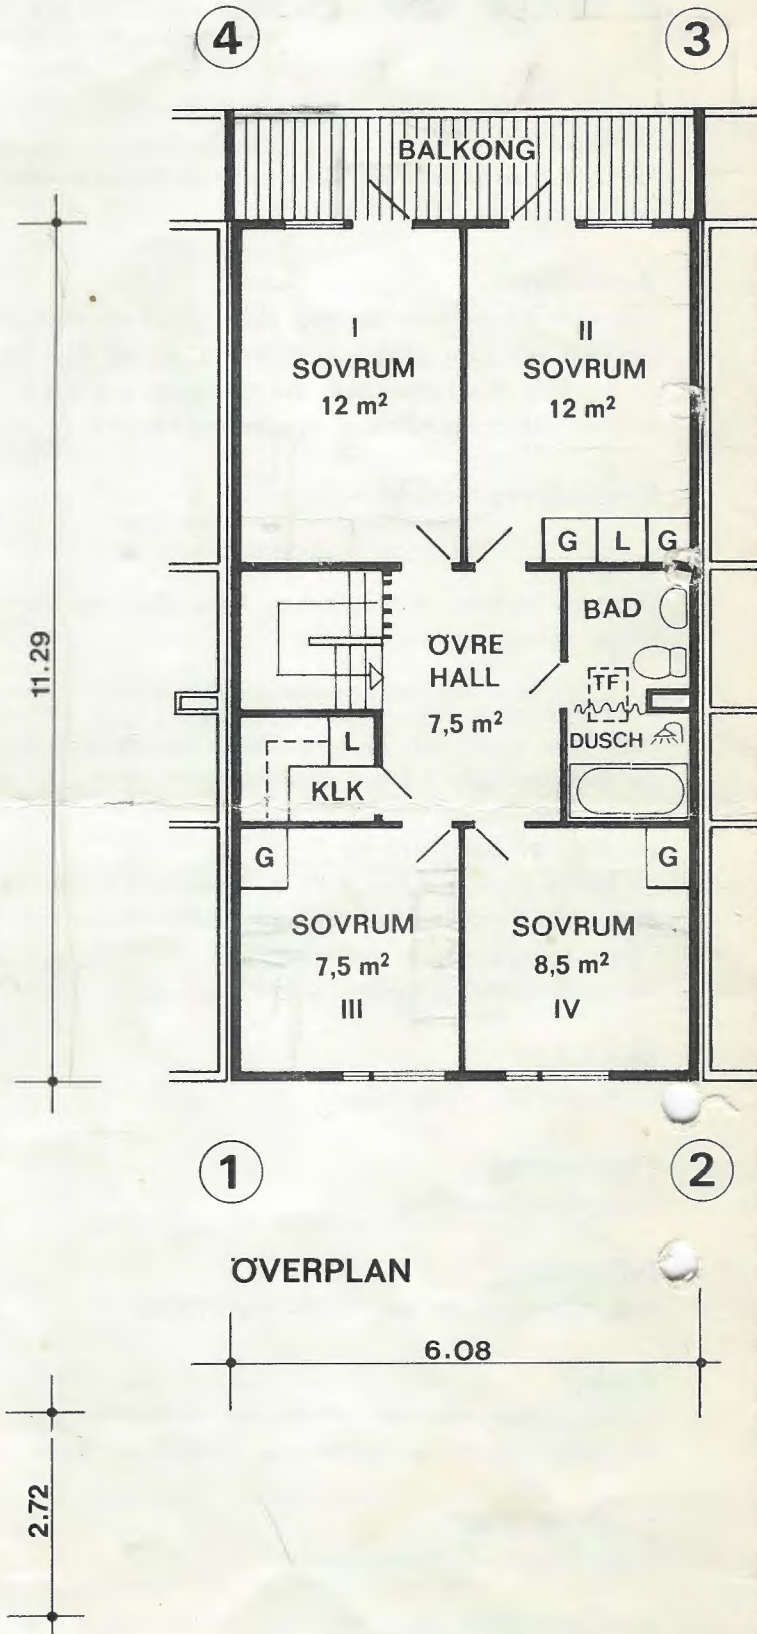 4
3
BALKONG
I
SOVRUM
12 m²
II
SOVRUM
12 m²
G L G
11.29
ÖVRE
HALL
7,5 m²
BAD
TF
DUSCH
L
KLK
G
G
SOVRUM
7,5 m²
III
SOVRUM
8,5 m²
IV
1
2
ÖVERPLAN
6.08
2.72